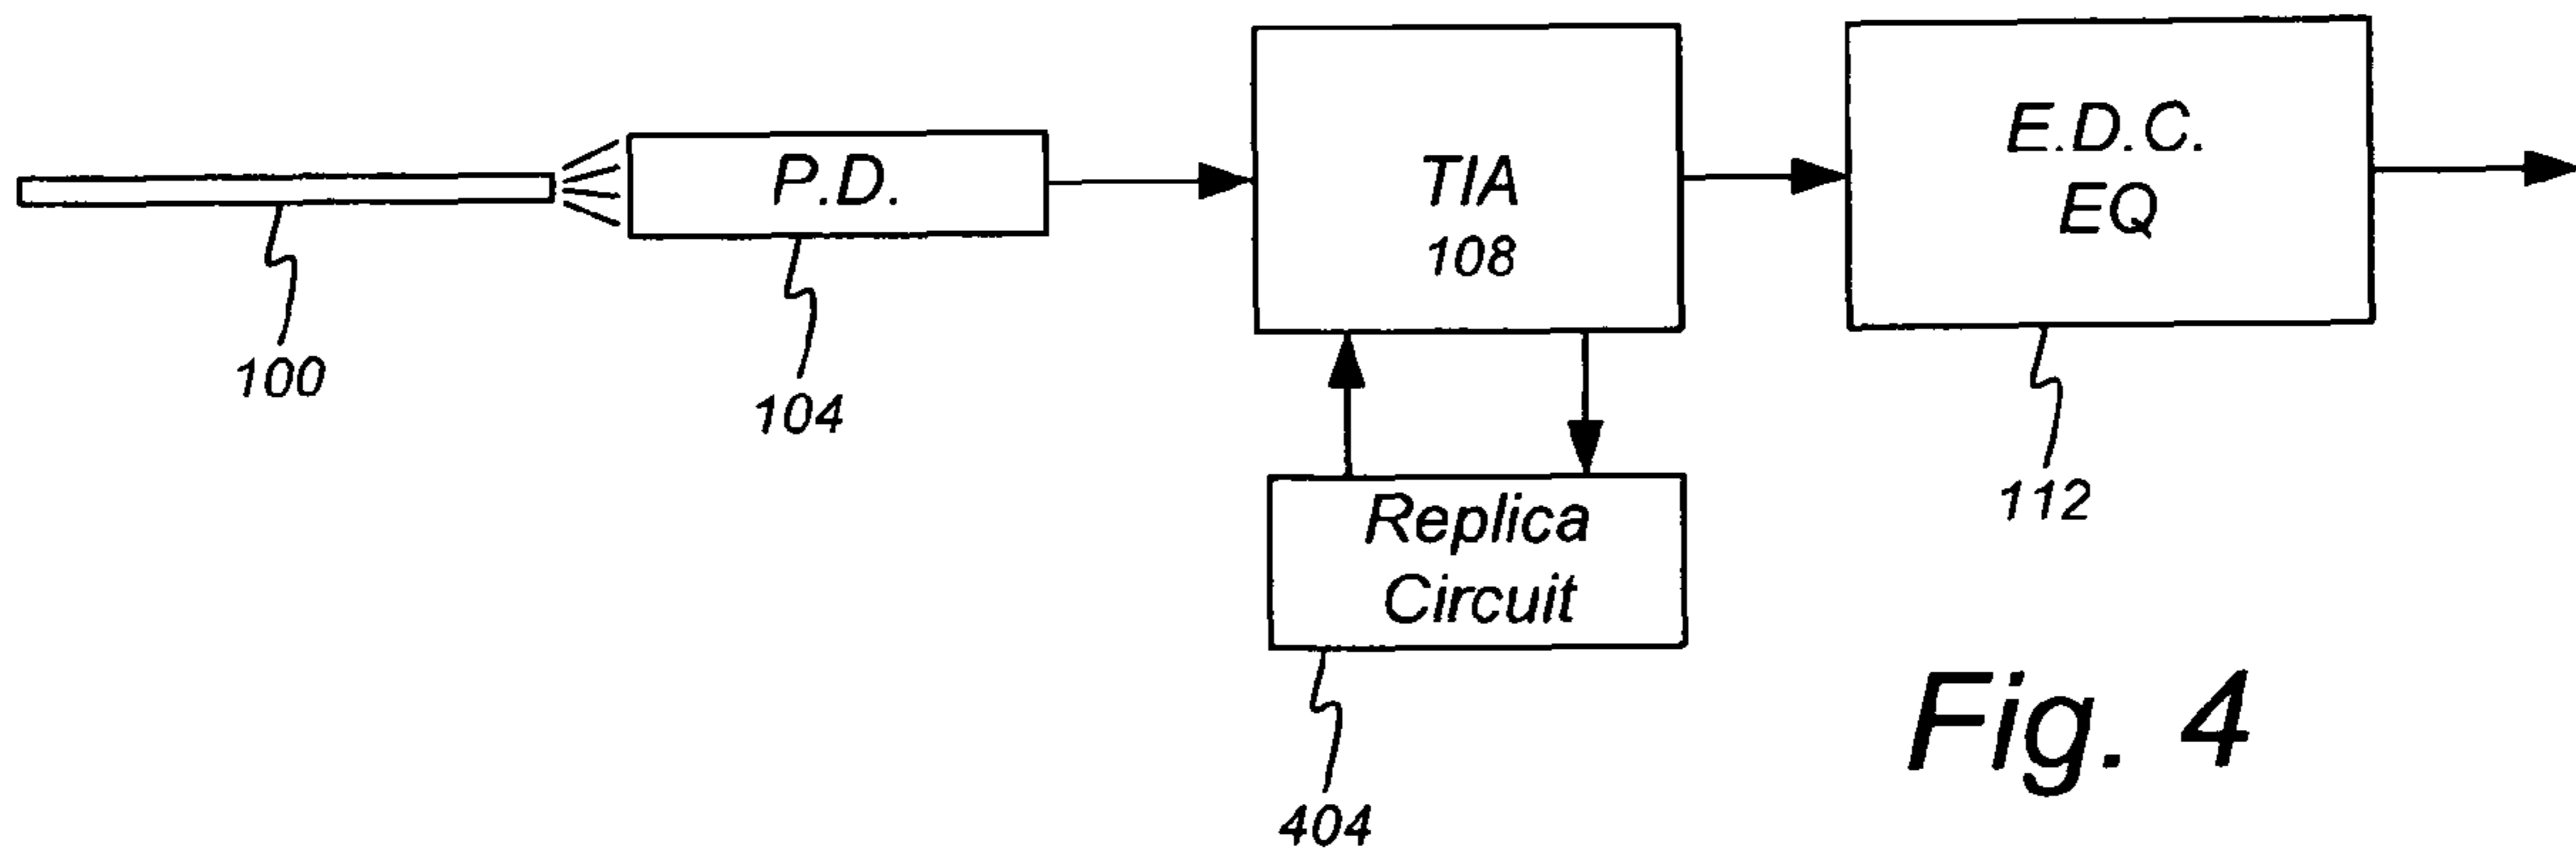 P.D.
TIA
108
E.D.C.
EQ
100
104
112
Replica
Circuit
404
Fig. 4